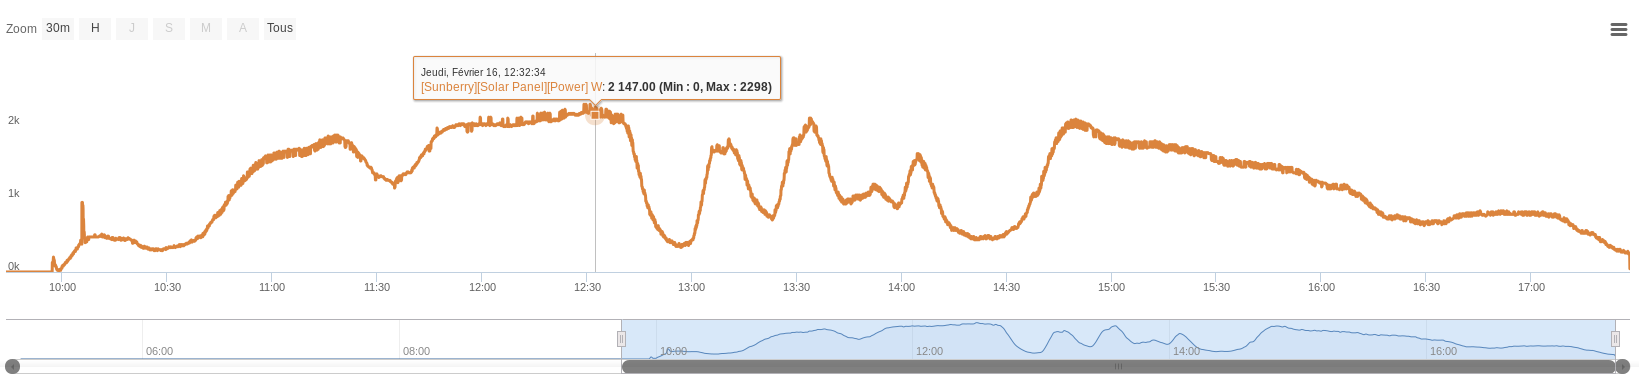 Zoom 30m H J S M A Tous
Jeudi, Février 16, 12:32:34
[Sunberry][Solar Panel][Power] W: 2 147.00 (Min : 0, Max : 2298)
2k
1k
0k
10:00 10:30 11:00 11:30 12:00 12:30 13:00 13:30 14:00 14:30 15:00 15:30 16:00 16:30 17:00
06:00 08:00 10:00 12:00 14:00 16:00